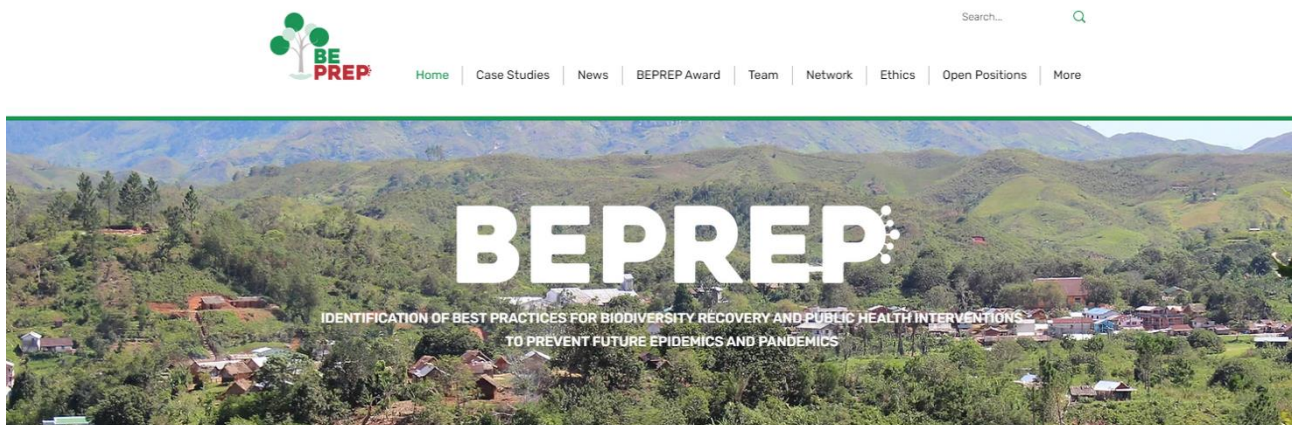 Search...
BE
PREP
Home
Case Studies
News
BEPREP Award
Team
Network
Ethics
Open Positions
More
BEPREP
IDENTIFICATION OF BEST PRACTICES FOR BIODIVERSITY RECOVERY AND PUBLIC HEALTH INTERVENTIONS
TO PREVENT FUTURE EPIDEMICS AND PANDEMICS